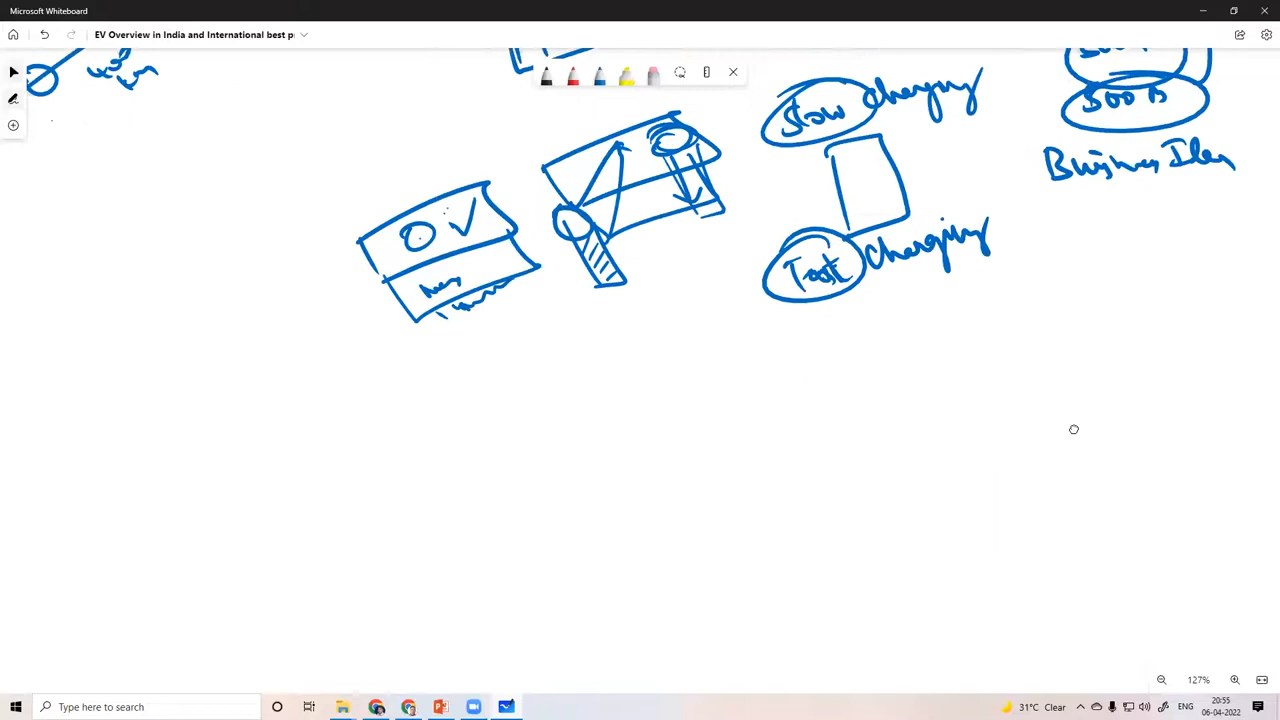 Microsoft Whiteboard
EV Overview in India and International best p
Slow Charging
500 B
Business Idea
Fast Charging
127%
Type here to search
31°C Clear
ENG
20:55
06-04-2022